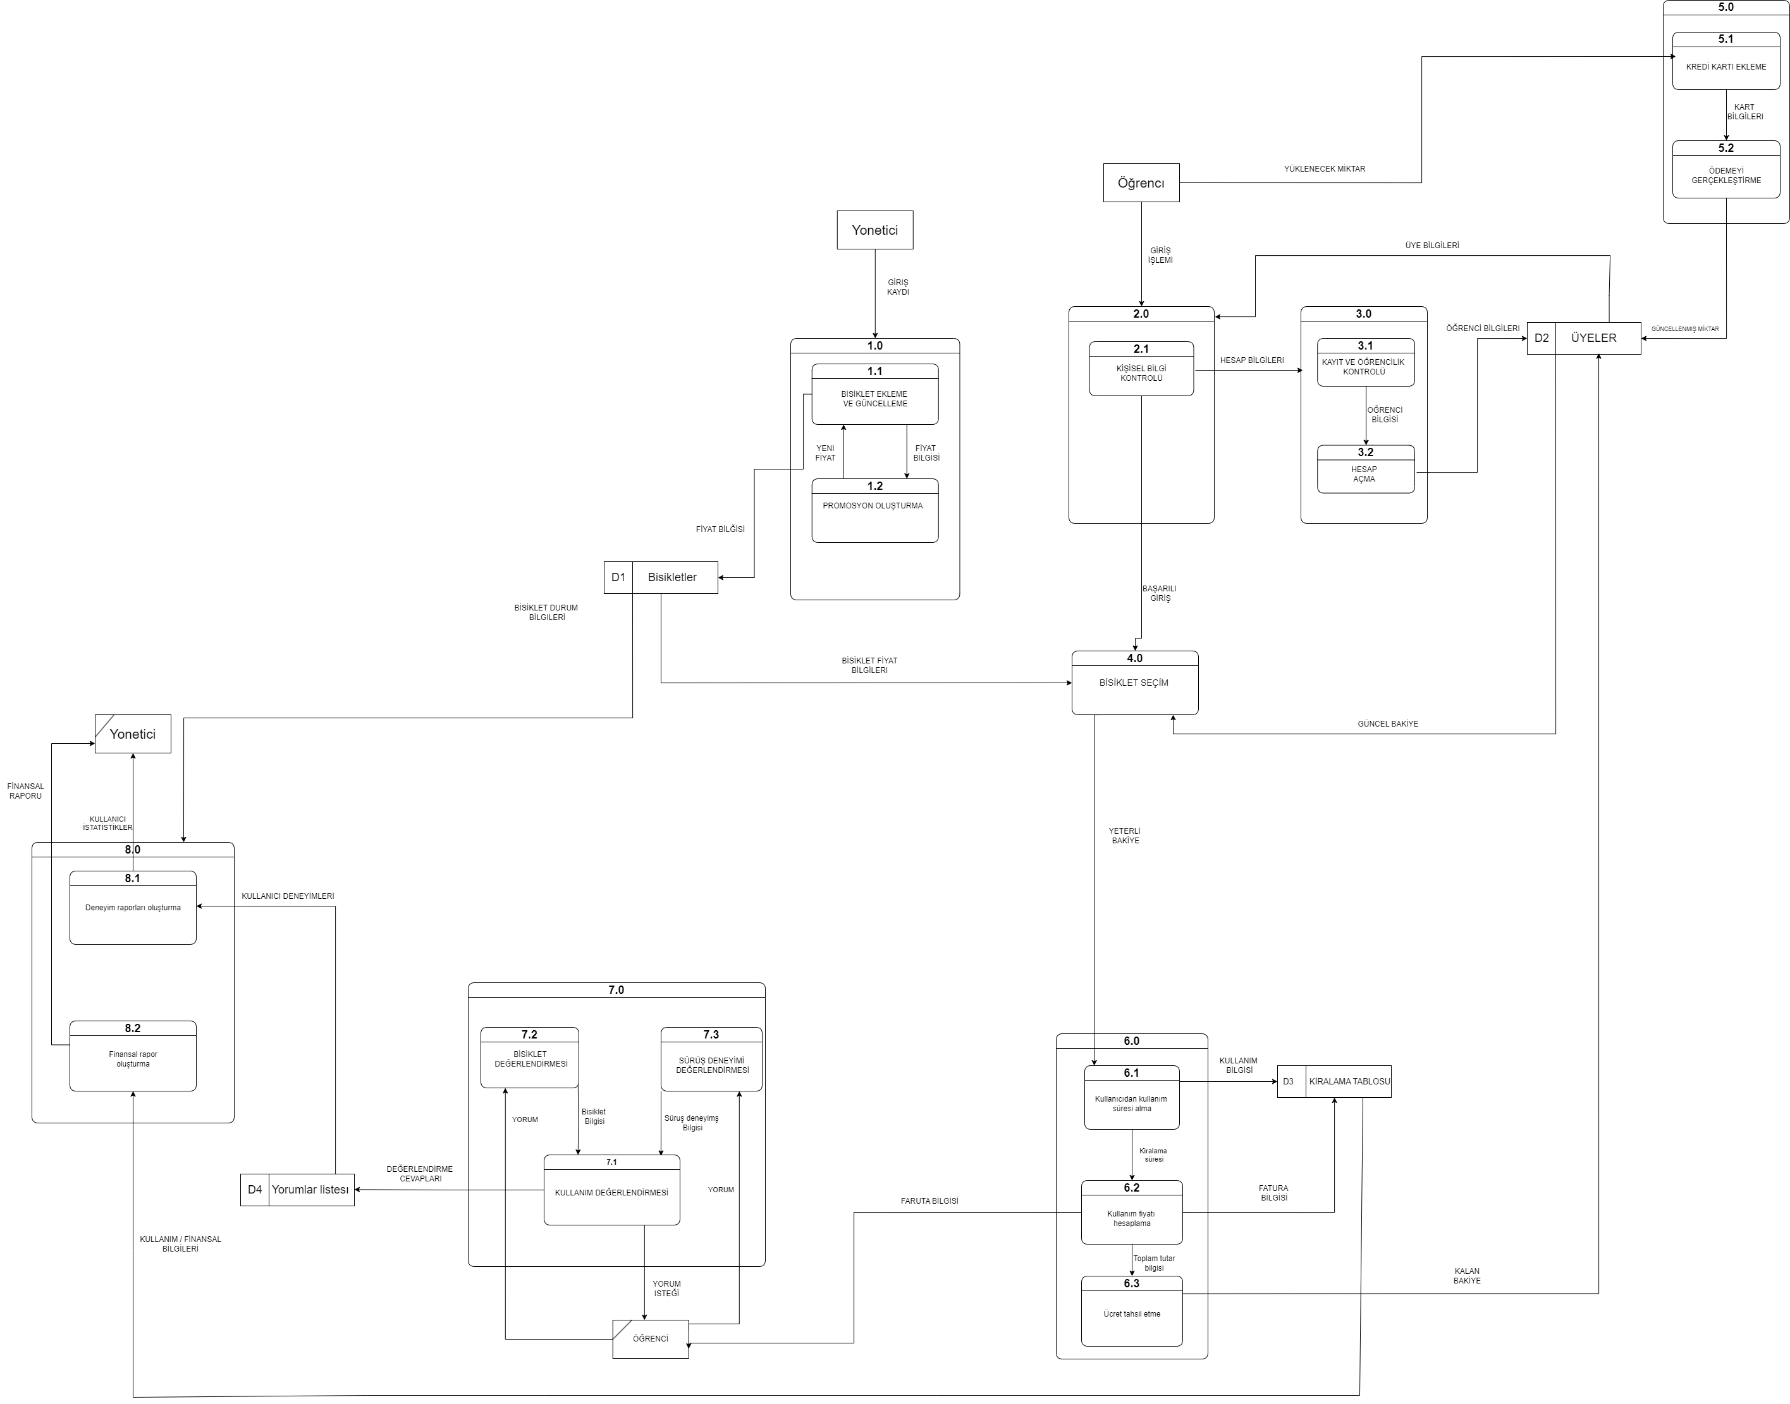 5.0
5.1
KREDI KARTI EKLEME
KART
BİLGİLERİ
5.2
ÖDEMEYİ
GERÇEKLEŞTİRME
Öğrencı
YÜKLENECEK MİKTAR
Yonetici
GİRİŞ
İŞLEMİ
ÜYE BİLGİLERİ
GİRİŞ
KAYDI
2.0
2.1
KİŞİSEL BİLGİ
KONTROLÜ
HESAP BİLGİLERİ
3.0
3.1
KAYIT VE ÖĞRENCİLİK
KONTROLÜ
ÖĞRENCİ
BİLGİSİ
3.2
HESAP
AÇMA
ÖĞRENCİ BİLGİLERİ
D2
ÜYELER
GÜNCELLENMİŞ MİKTAR
1.0
1.1
BISIKLET EKLEME
VE GÜNCELLEME
YENI
FİYAT
FİYAT
BİLGİSİ
1.2
PROMOSYON OLUŞTURMA
FİYAT BİLĞİSİ
D1
Bisikletler
BİSİKLET DURUM
BİLGILERİ
BAŞARILI
GİRİŞ
BİSİKLET FİYAT
BİLGİLERI
4.0
BİSİKLET SEÇİM
GÜNCEL BAKİYE
Yonetici
FİNANSAL
RAPORU
KULLANICI
İSTATİSTİKLER
YETERLİ
BAKİYE
8.0
8.1
Deneyim raporları oluşturma
KULLANICI DENEYİMLERİ
8.2
Finansal rapor
oluşturma
7.0
7.2
BİSİKLET
DEĞERLENDİRMESİ
7.3
SÜRÜŞ DENEYİMİ
DEĞERLENDİRMESİ
YORUM
Bisiklet
Bilgisi
Süruş deneyimş
Bilgisi
7.1
KULLANIM DEĞERLENDİRMESİ
YORUM
DEĞERLENDİRME
CEVAPLARI
D4
Yorumlar listesı
KULLANIM / FİNANSAL
BİLGİLERİ
YORUM
ISTEĞİ
ÖĞRENCİ
6.0
6.1
Kullanıcıdan kullanım
süresi alma
KULLANIM
BİLGİSİ
D3
KİRALAMA TABLOSU
Kiralama
süresi
6.2
Kullanım fiyatı
hesaplama
FATURA
BİLGİSİ
FARUTA BİLGİSİ
Toplam tutar
bilgisi
6.3
Ücret tahsil etme
KALAN
BAKİYE